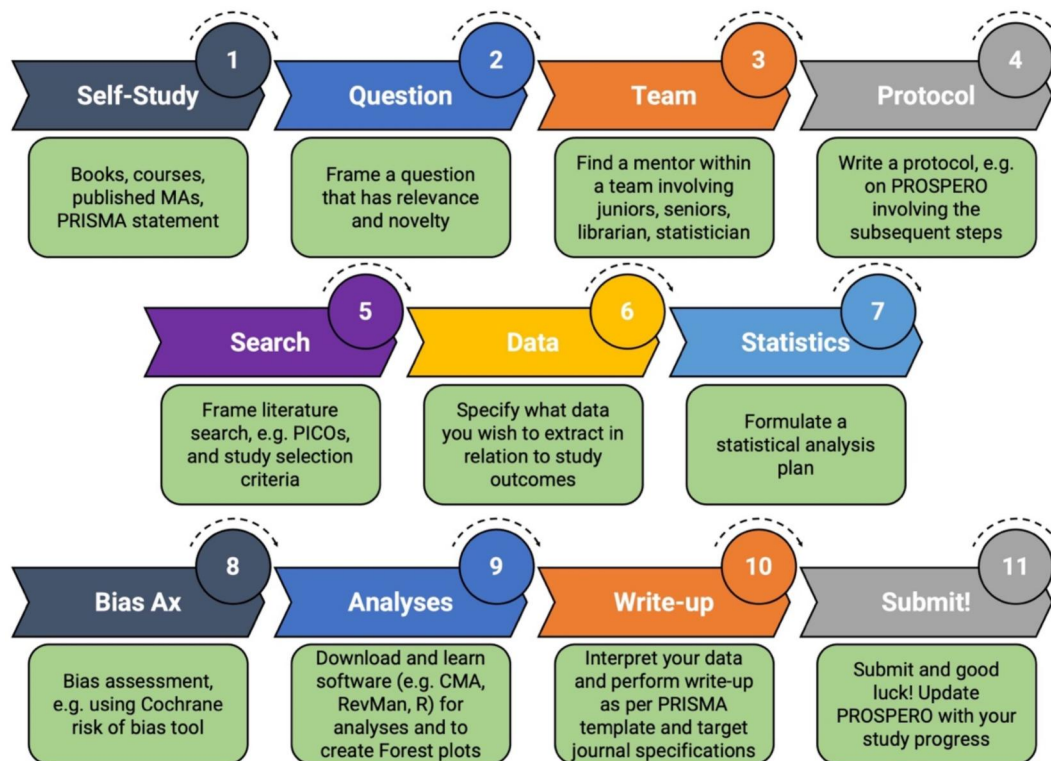 1
Self-Study
Books, courses,
published MAs,
PRISMA statement
2
Question
Frame a question
that has relevance
and novelty
3
Team
Find a mentor within
a team involving
juniors, seniors,
librarian, statistician
4
Protocol
Write a protocol, e.g.
on PROSPERO
involving the
subsequent steps
5
Search
Frame literature
search, e.g. PICOs,
and study selection
criteria
6
Data
Specify what data
you wish to extract in
relation to study
outcomes
7
Statistics
Formulate a
statistical analysis
plan
8
Bias Ax
Bias assessment,
e.g. using Cochrane
risk of bias tool
9
Analyses
Download and learn
software (e.g. CMA,
RevMan, R) for
analyses and to
create Forest plots
10
Write-up
Interpret your data
and perform write-up
as per PRISMA
template and target
journal specifications
11
Submit!
Submit and good
luck! Update
PROSPERO with your
study progress